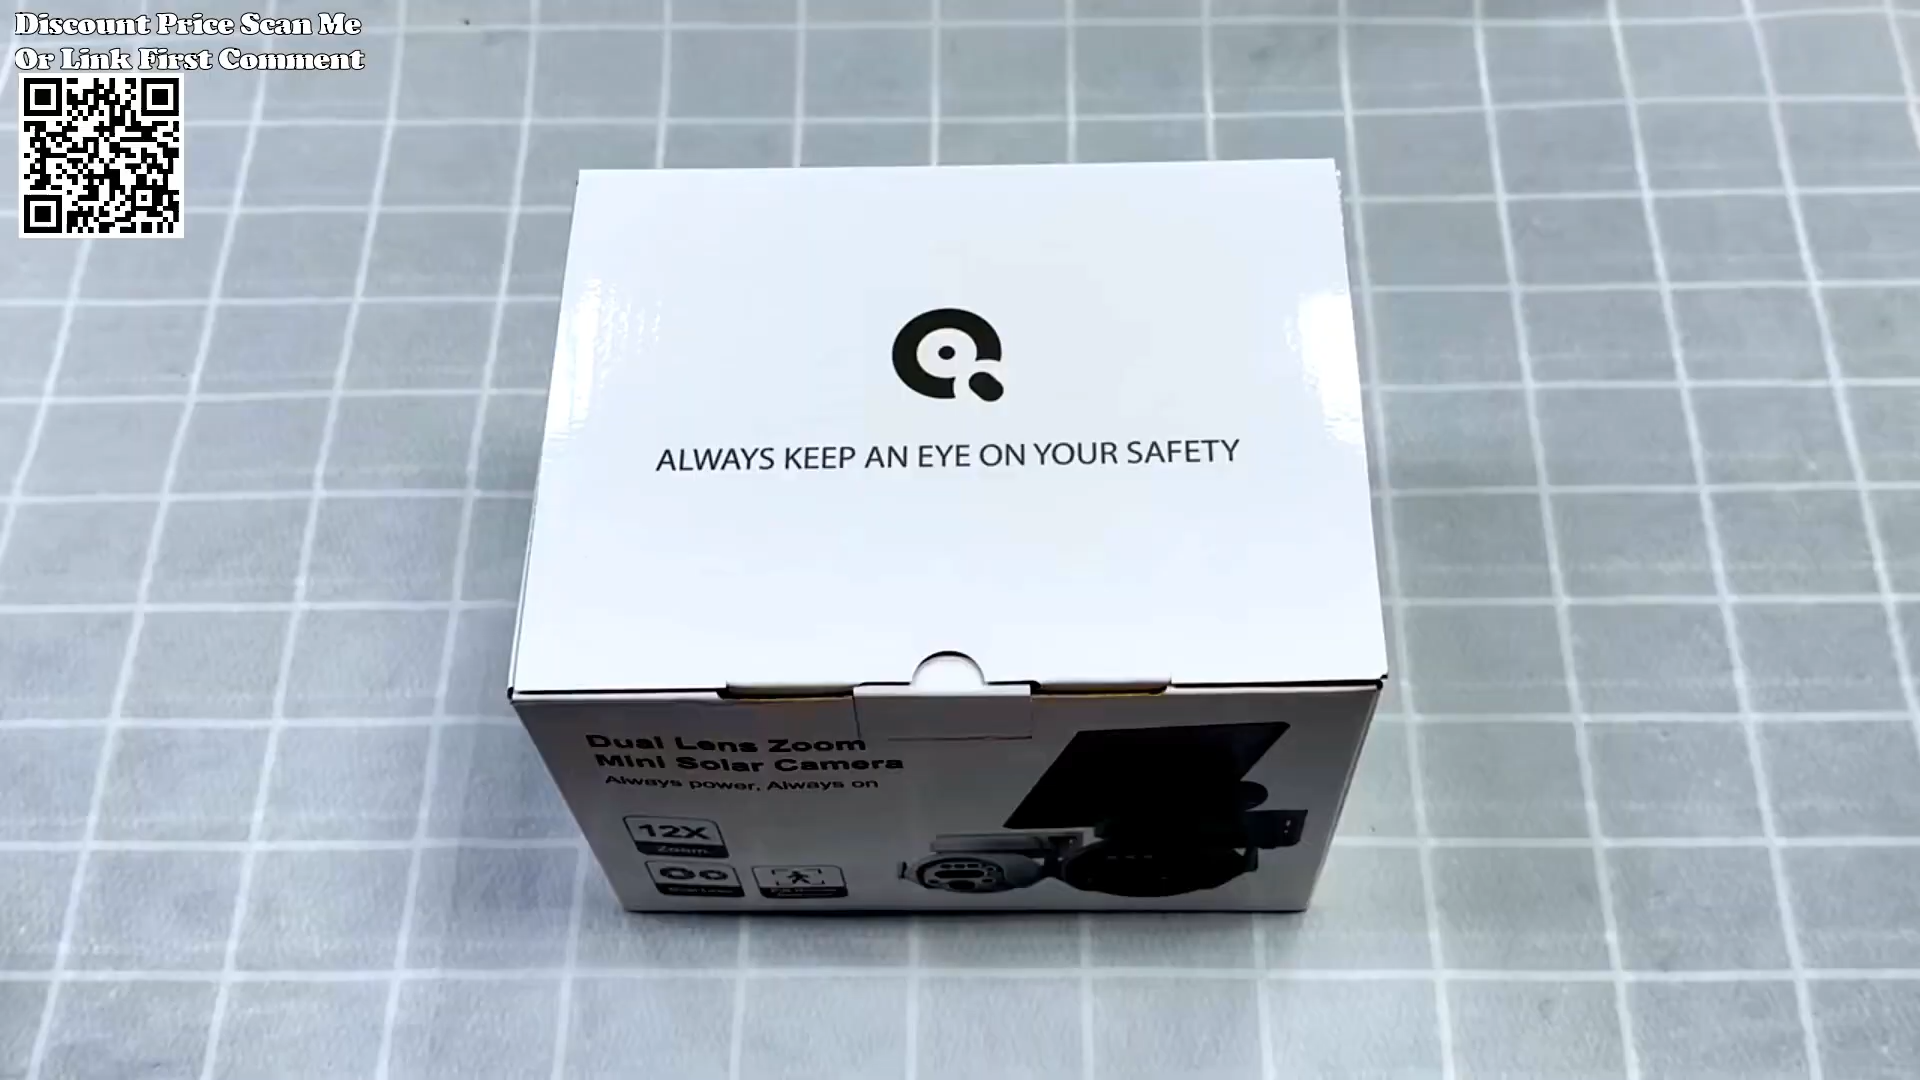 Discount Price Scan Me
Or Link First Comment
ALWAYS KEEP AN EYE ON YOUR SAFETY
Dual Lens Zoom
Mini Solar Camera
Always power, Always on
12X
Zoom